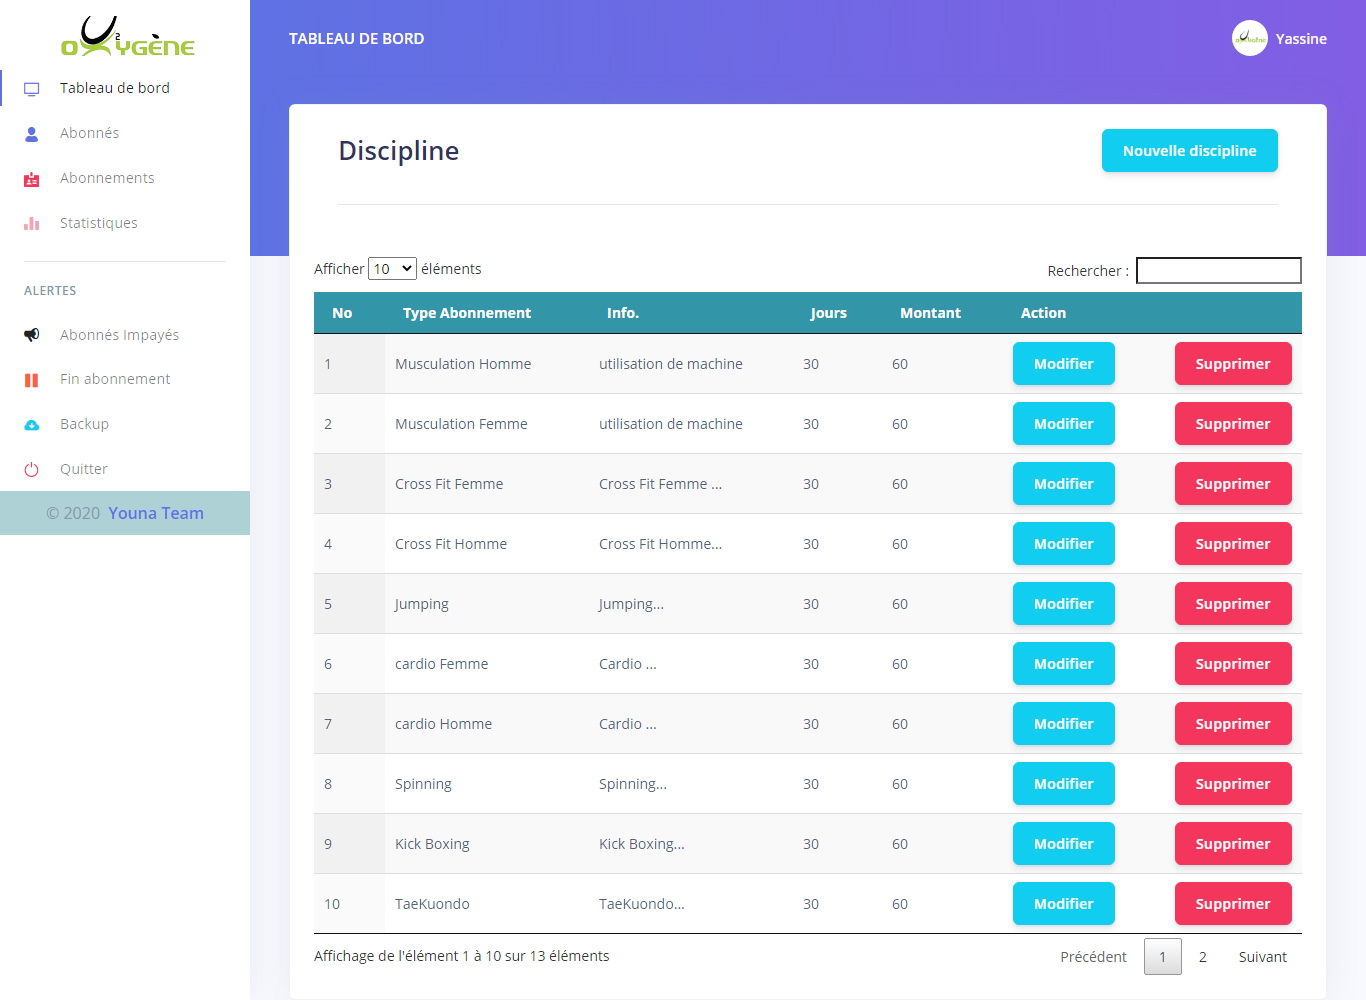 OXYGÈNE 2
Tableau de bord
Abonnés
Abonnements
Statistiques
ALERTES
Abonnés Impayés
Fin abonnement
Backup
Quitter
© 2020 Youna Team
TABLEAU DE BORD
Yassine
Discipline
Nouvelle discipline
Afficher 10 éléments
Rechercher :
No Type Abonnement Info. Jours Montant Action
1 Musculation Homme utilisation de machine 30 60 Modifier Supprimer
2 Musculation Femme utilisation de machine 30 60 Modifier Supprimer
3 Cross Fit Femme Cross Fit Femme ... 30 60 Modifier Supprimer
4 Cross Fit Homme Cross Fit Homme... 30 60 Modifier Supprimer
5 Jumping Jumping... 30 60 Modifier Supprimer
6 cardio Femme Cardio ... 30 60 Modifier Supprimer
7 cardio Homme Cardio ... 30 60 Modifier Supprimer
8 Spinning Spinning... 30 60 Modifier Supprimer
9 Kick Boxing Kick Boxing... 30 60 Modifier Supprimer
10 TaeKuondo TaeKuondo... 30 60 Modifier Supprimer
Affichage de l'élément 1 à 10 sur 13 éléments
Précédent 1 2 Suivant